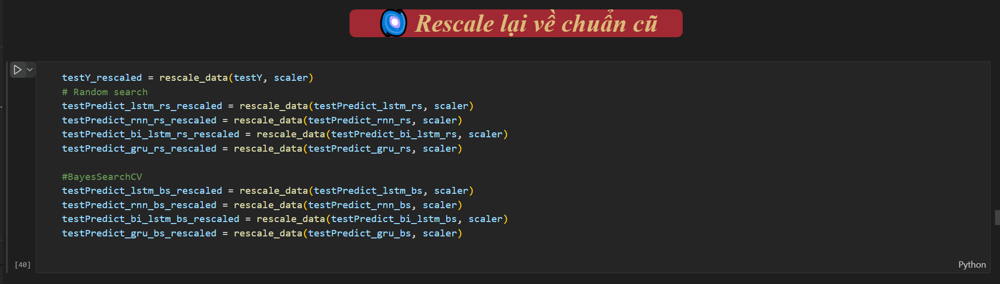 Rescale lại về chuẩn cũ
testY_rescaled = rescale_data(testY, scaler)
# Random search
testPredict_lstm_rs_rescaled = rescale_data(testPredict_lstm_rs, scaler)
testPredict_rnn_rs_rescaled = rescale_data(testPredict_rnn_rs, scaler)
testPredict_bi_lstm_rs_rescaled = rescale_data(testPredict_bi_lstm_rs, scaler)
testPredict_gru_rs_rescaled = rescale_data(testPredict_gru_rs, scaler)
#BayesSearchCV
testPredict_lstm_bs_rescaled = rescale_data(testPredict_lstm_bs, scaler)
testPredict_rnn_bs_rescaled = rescale_data(testPredict_rnn_bs, scaler)
testPredict_bi_lstm_bs_rescaled = rescale_data(testPredict_bi_lstm_bs, scaler)
testPredict_gru_bs_rescaled = rescale_data(testPredict_gru_bs, scaler)
[40]
Python